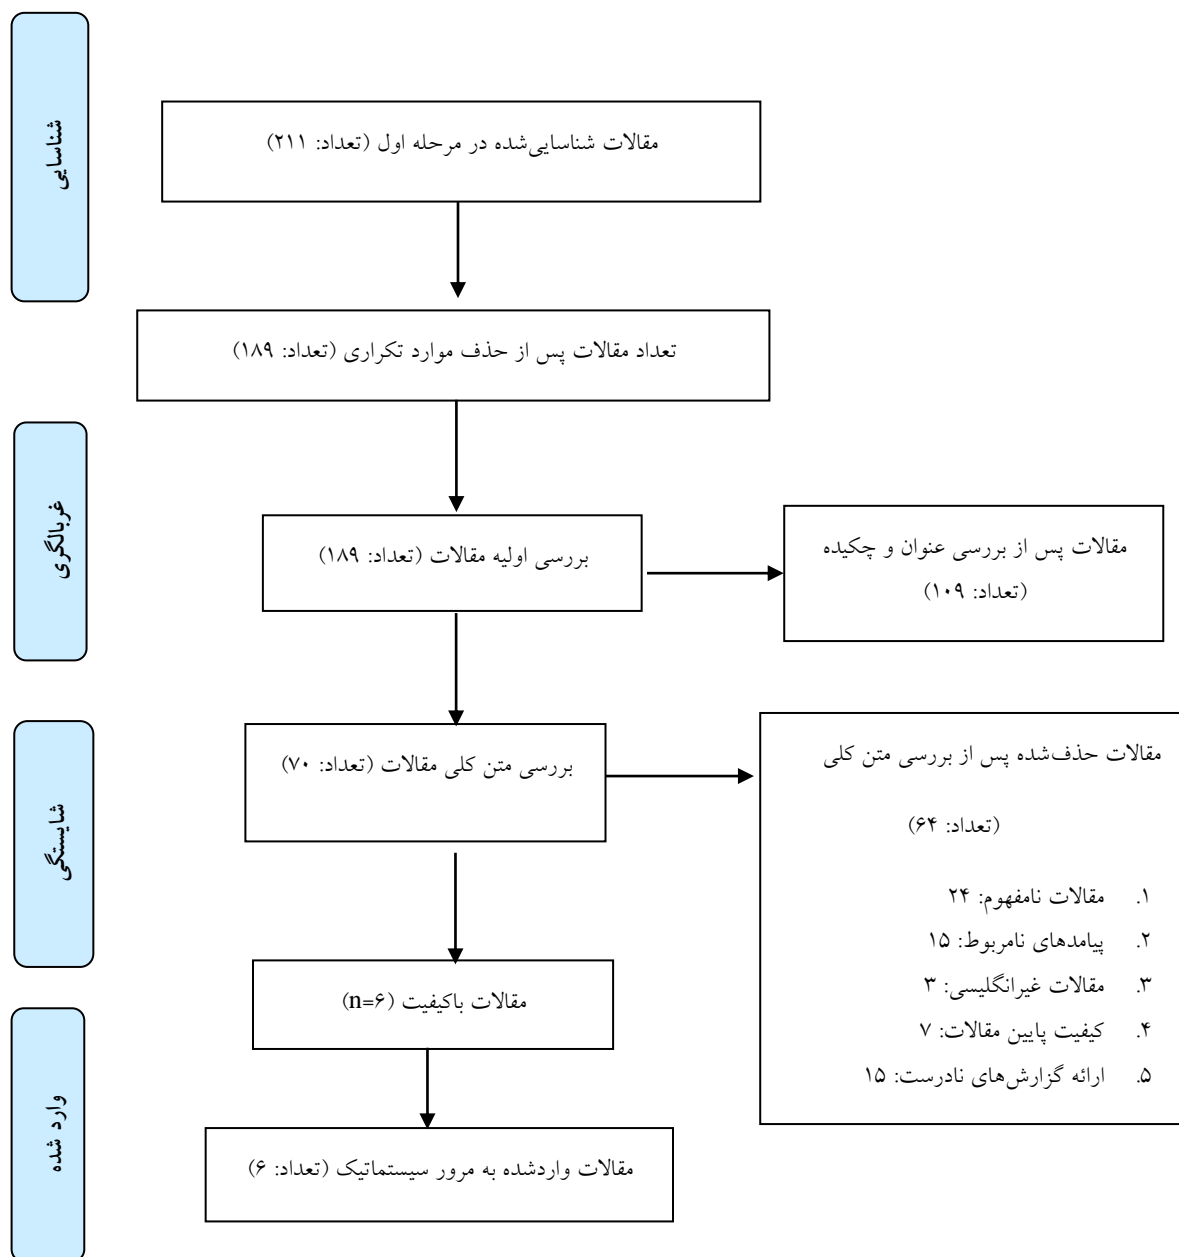 شناسایی
مقالات شناسایی‌شده در مرحله اول (تعداد: ۲۱۱)
تعداد مقالات پس از حذف موارد تکراری (تعداد: ۱۸۹)
غربالگری
بررسی اولیه مقالات (تعداد: ۱۸۹)
مقالات پس از بررسی عنوان و چکیده
(تعداد: ۱۰۹)
شایستگی
بررسی متن کلی مقالات (تعداد: ۷۰)
مقالات حذف‌شده پس از بررسی متن کلی
(تعداد: ۶۴)
۱. مقالات نامفهوم: ۲۴
۲. پیامدهای نامربوط: ۱۵
۳. مقالات غیرانگلیسی: ۳
۴. کیفیت پایین مقالات: ۷
۵. ارائه گزارش‌های نادرست: ۱۵
مقالات باکیفیت (n=۶)
وارد شده
مقالات واردشده به مرور سیستماتیک (تعداد: ۶)